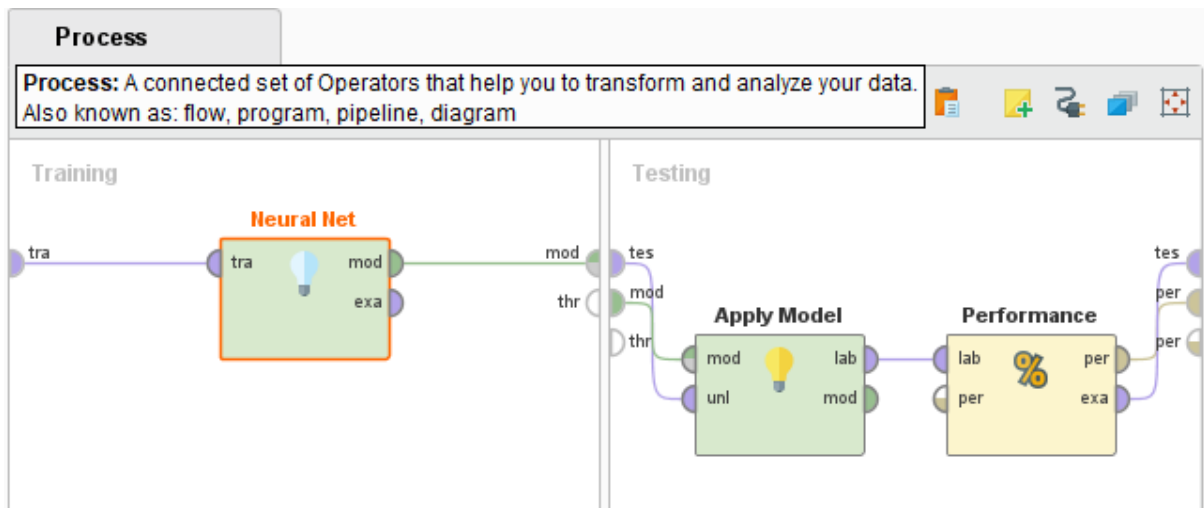 Process
Process: A connected set of Operators that help you to transform and analyze your data.
Also known as: flow, program, pipeline, diagram
Training
Neural Net
tra
tra
mod
exa
mod
thr
Testing
tes
mod
thr
Apply Model
mod
unl
lab
mod
Performance
%
lab
per
per
exa
tes
per
per